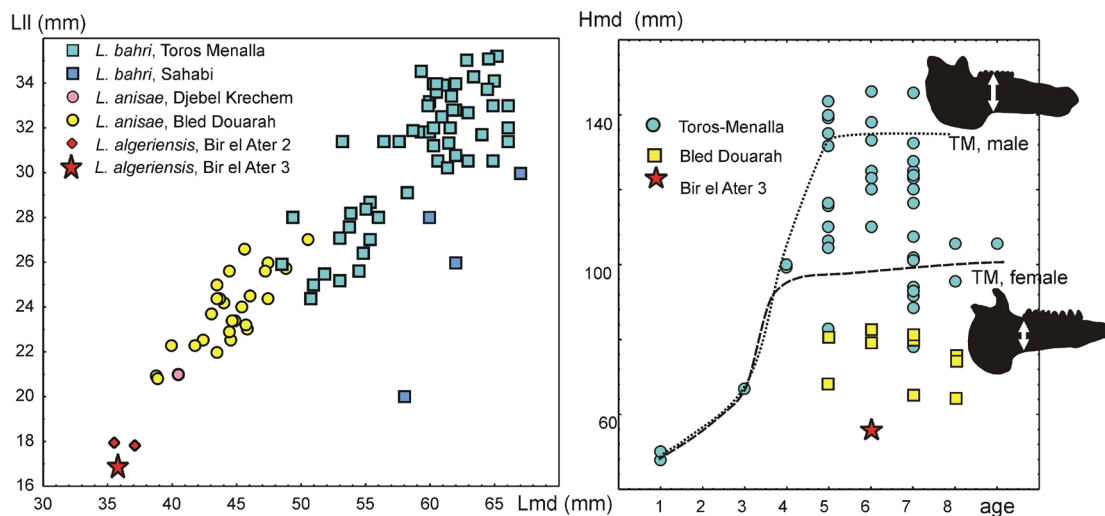 Lll (mm)
36
34
32
30
28
26
24
22
20
18
16
L. bahri, Toros Menalla
L. bahri, Sahabi
L. anisae, Djebel Krechem
L. anisae, Bled Douarah
L. algeriensis, Bir el Ater 2
L. algeriensis, Bir el Ater 3
30 35 40 45 50 55 60 Lmd (mm) 70
Hmd (mm)
140
100
80
60
Toros-Menalla
Bled Douarah
Bir el Ater 3
TM, male
TM, female
1 2 3 4 5 6 7 8 age